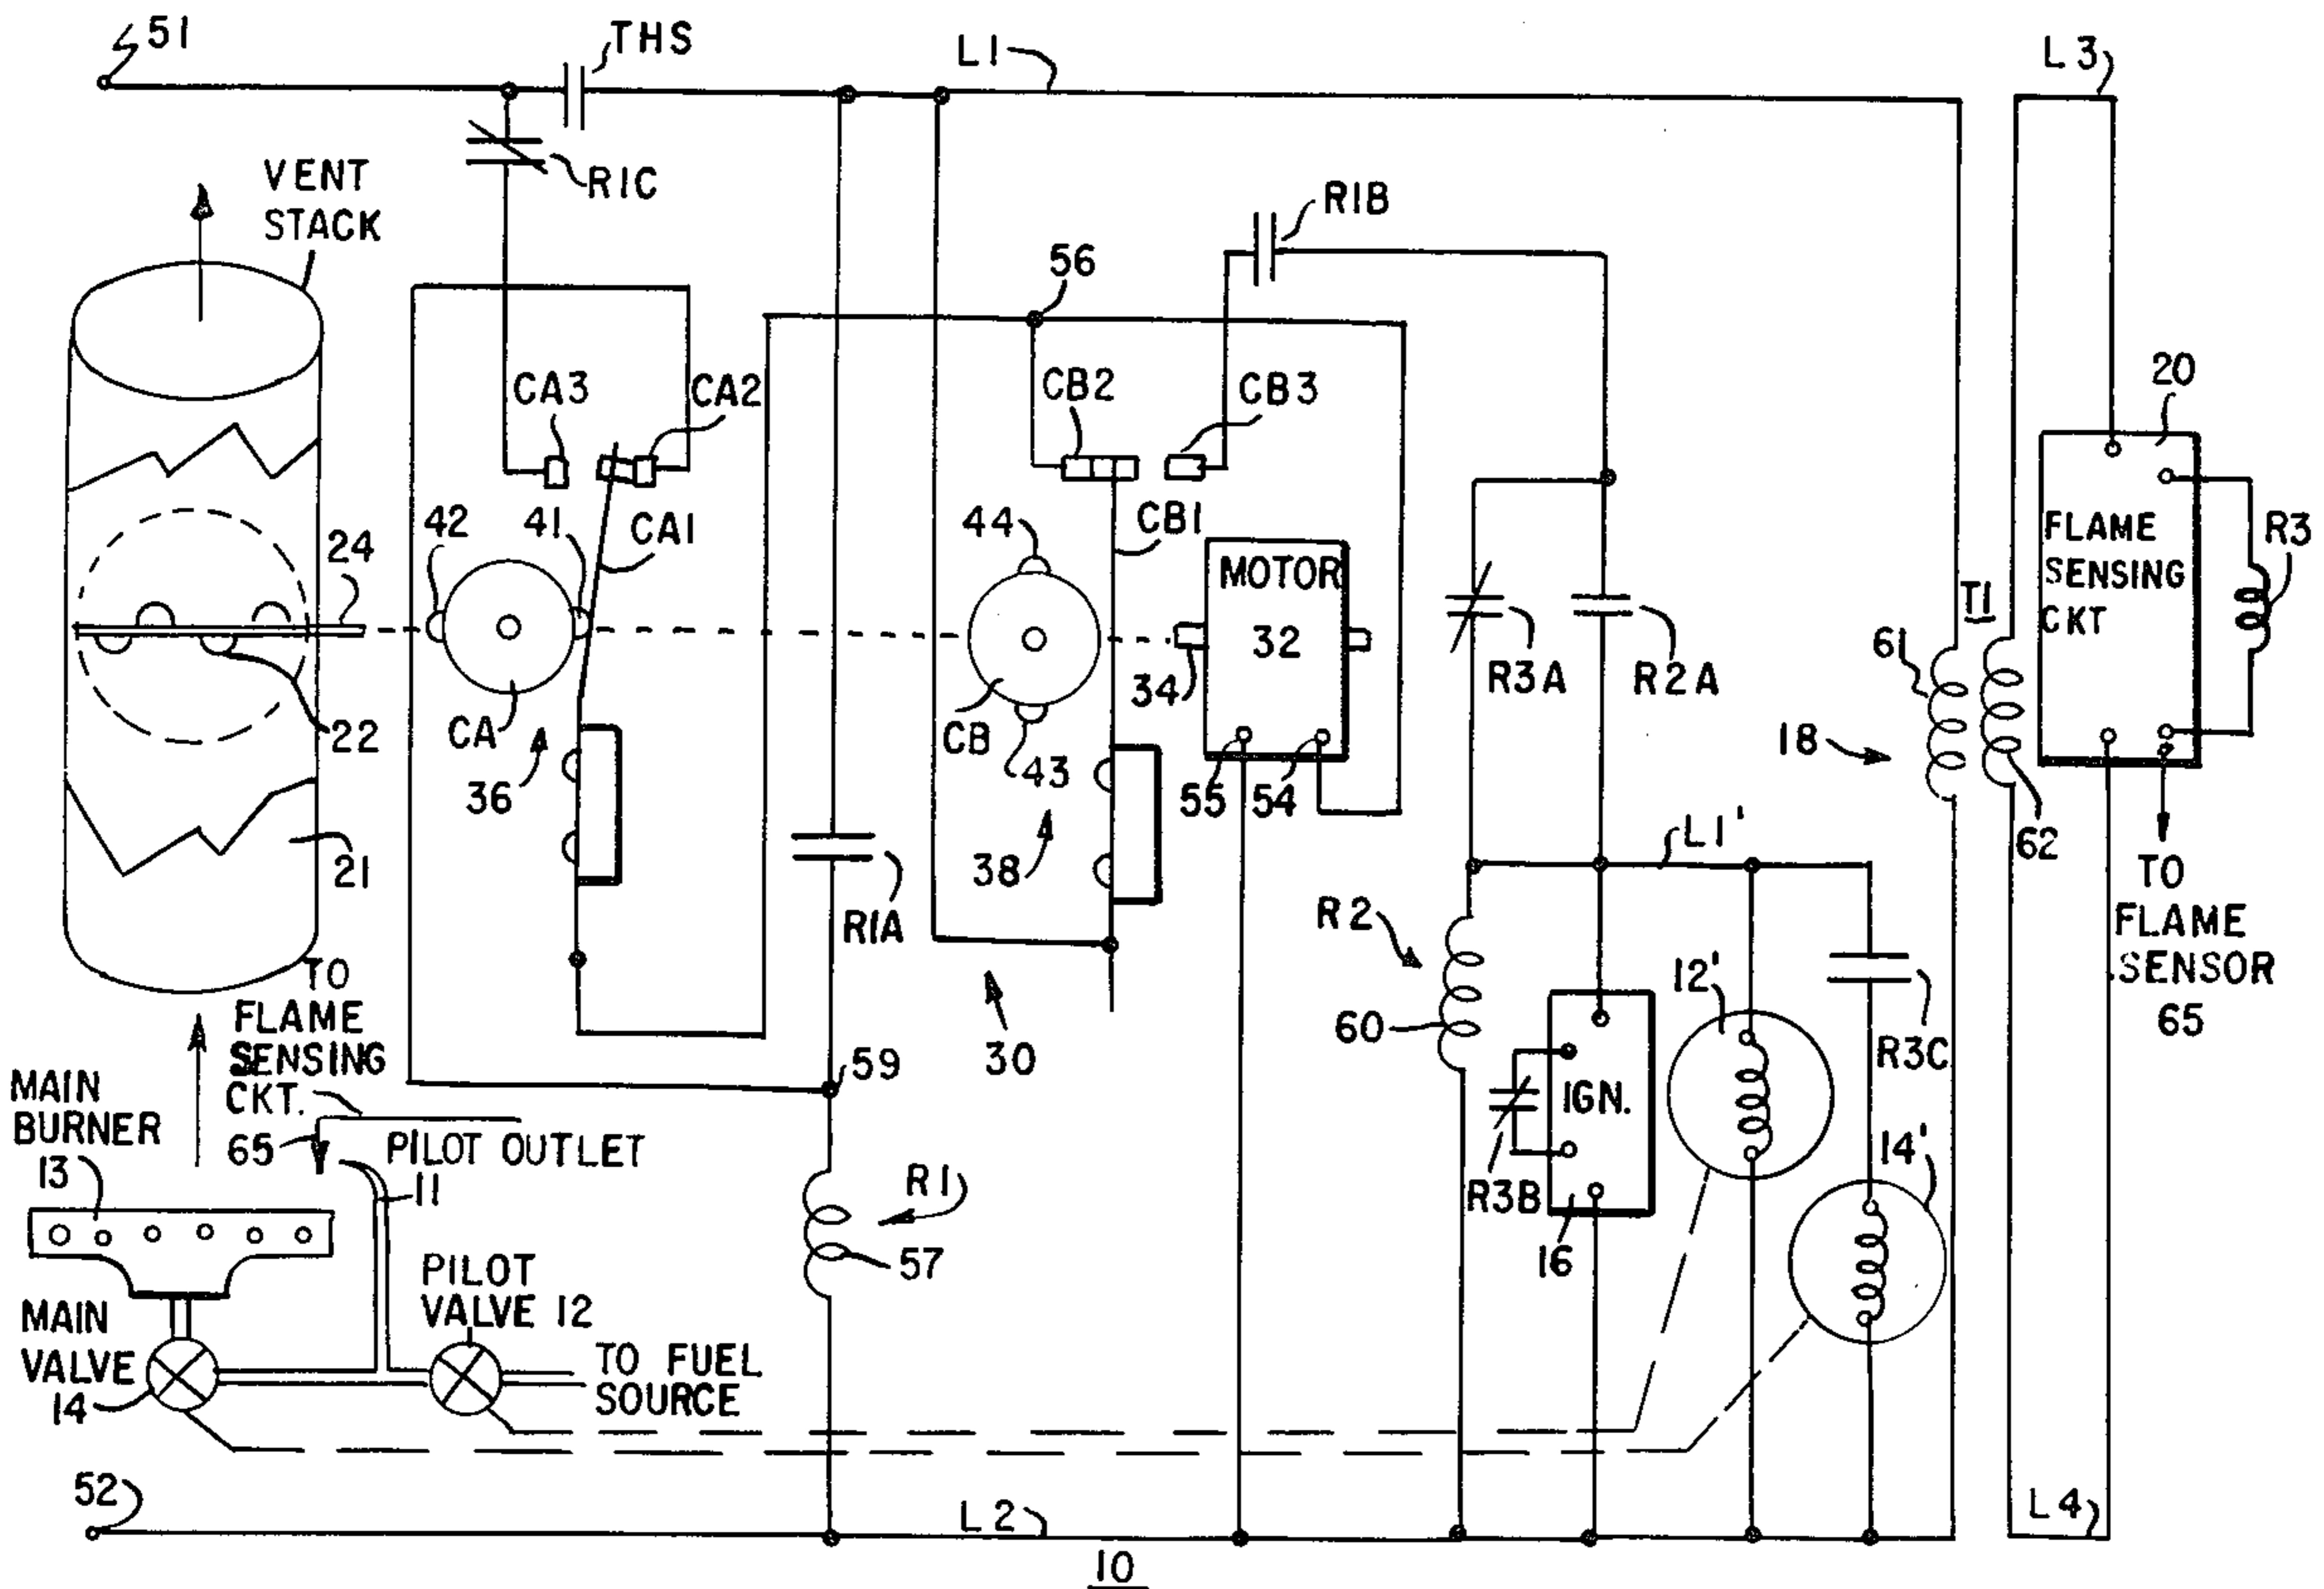 51
THS
L1
L3
VENT
STACK
R1C
R1B
56
CA3
CA2
CB2
CB3
20
42
41
CA1
44
CB1
24
MOTOR
32
FLAME
SENSING
CKT
R3
T1
61
R3A
R2A
34
22
CA
CB
43
18
36
55
54
62
21
38
L1'
R1A
R2
TO
FLAME
SENSOR
65
12'
TO
FLAME
SENSING
CKT.
30
60
59
R3C
MAIN
BURNER
13
65
PILOT OUTLET
11
IGN.
R3B
14'
R1
57
16
PILOT
VALVE 12
MAIN
VALVE
14
TO FUEL
SOURCE
52
L2
L4
10